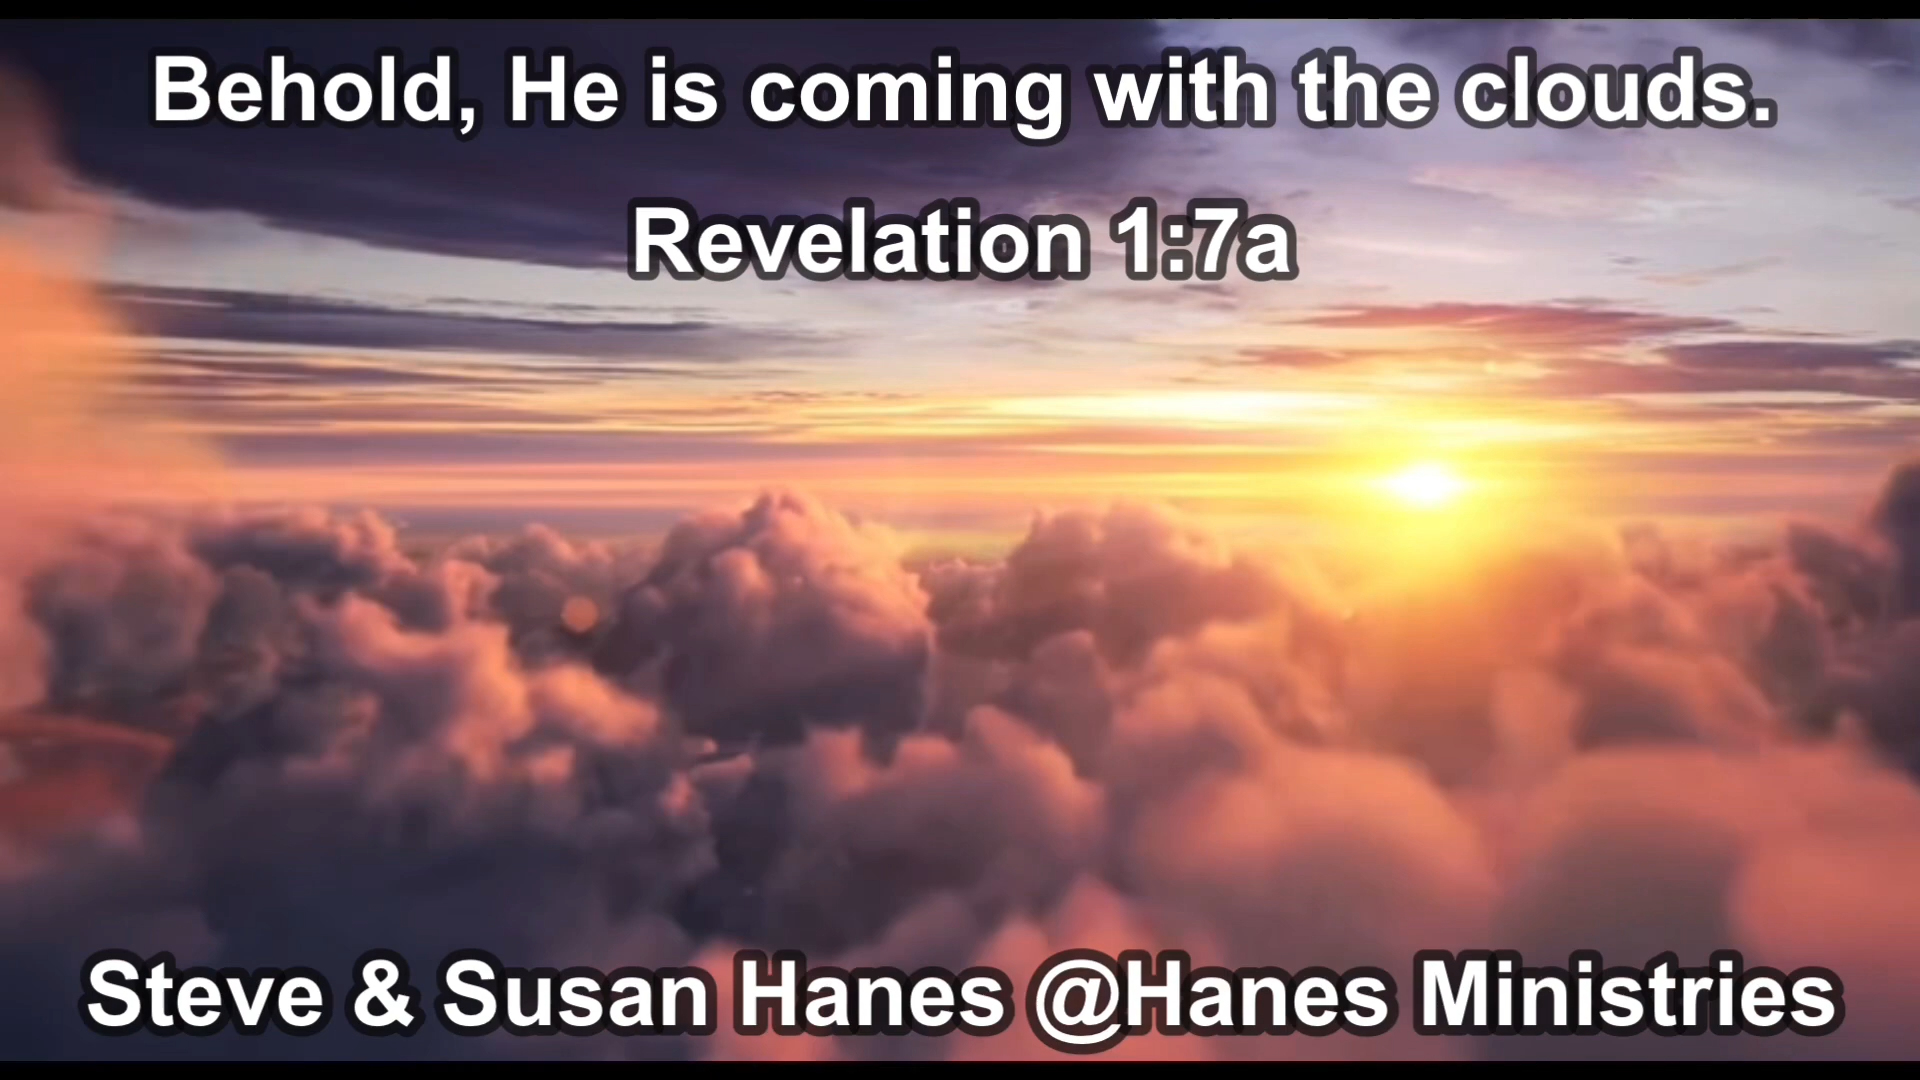 Behold, He is coming with the clouds.
Revelation 1:7a
Steve & Susan Hanes @Hanes Ministries